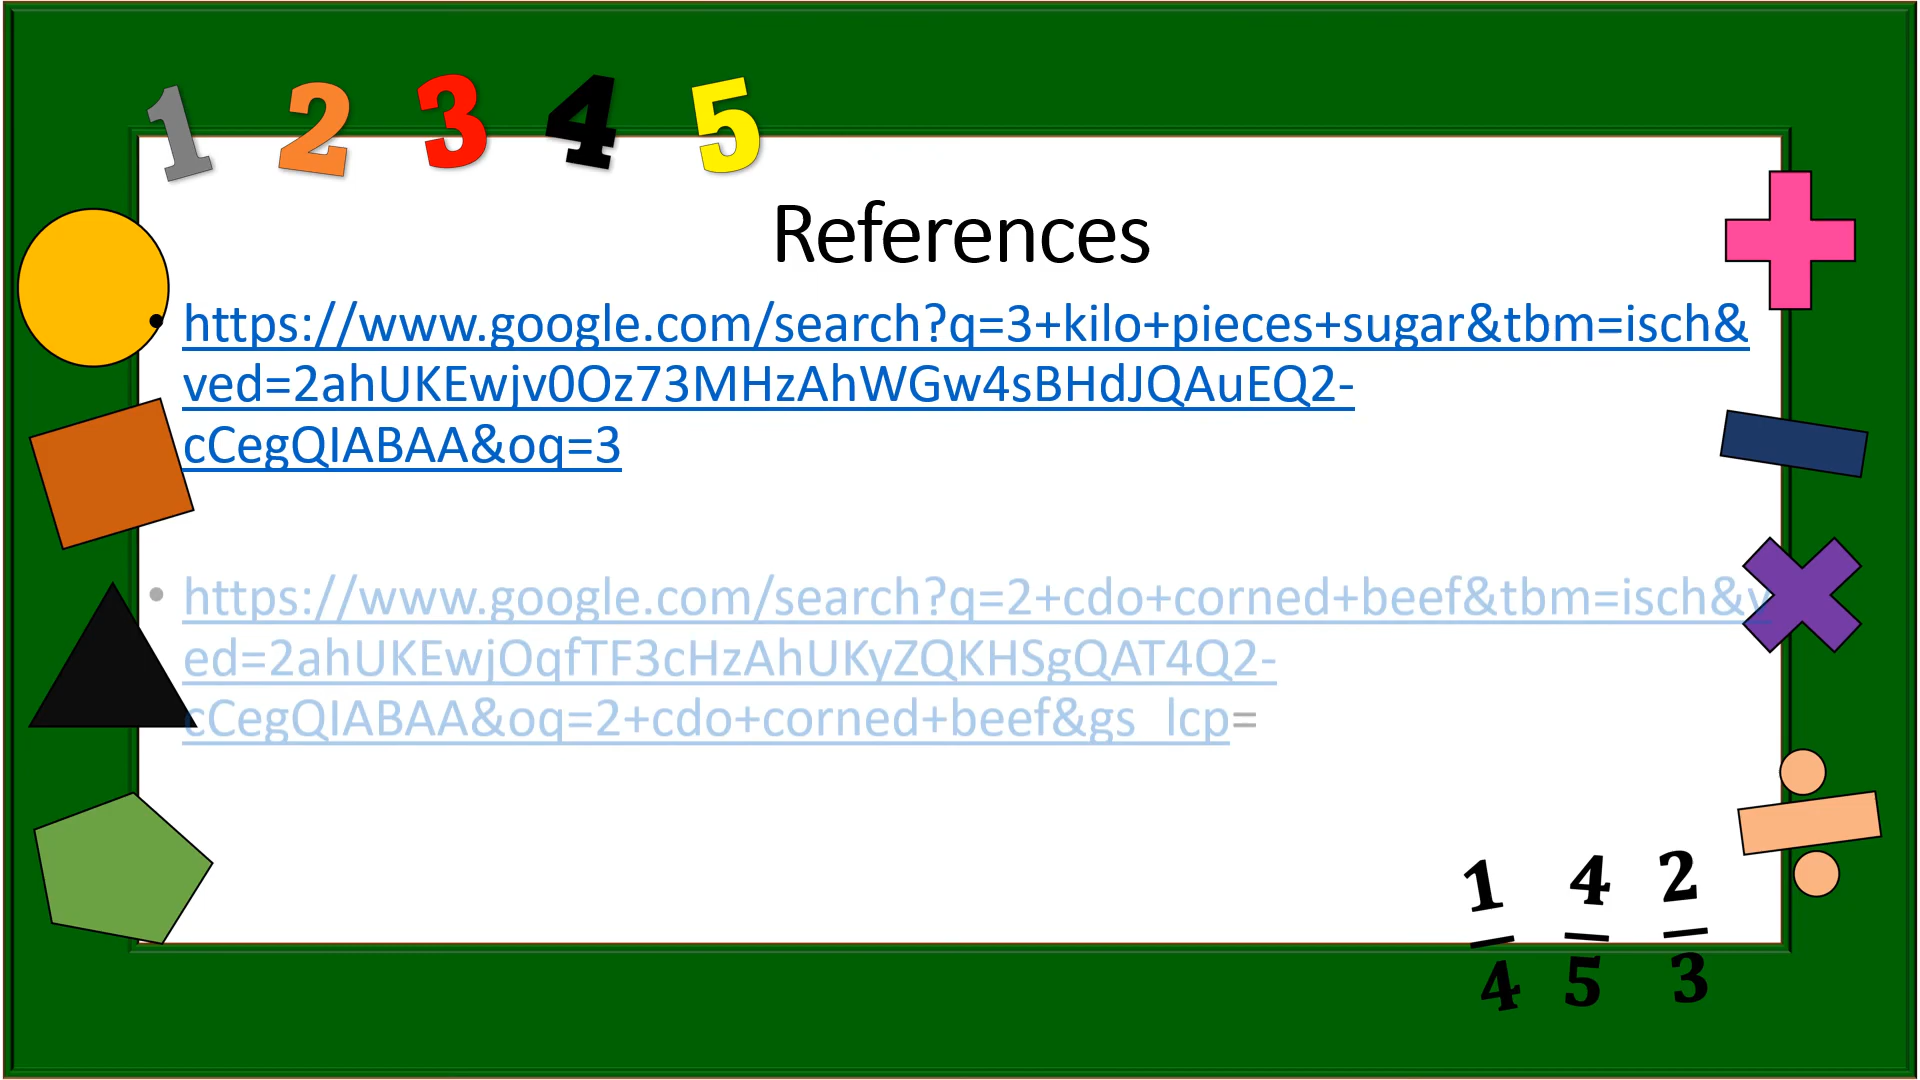 1 2 3 4 5
References
• https://www.google.com/search?q=3+kilo+pieces+sugar&tbm=isch&
ved=2ahUKEwjv0Oz73MHzAhWGw4sBHdJQAuEQ2-
cCegQIABAA&oq=3
• https://www.google.com/search?q=2+cdo+corned+beef&tbm=isch&v
ed=2ahUKEwjOqfTF3cHzAhUKyZQKHSgQAT4Q2-
cCegQIABAA&oq=2+cdo+corned+beef&gs_lcp=
1 4 2
4 5 3